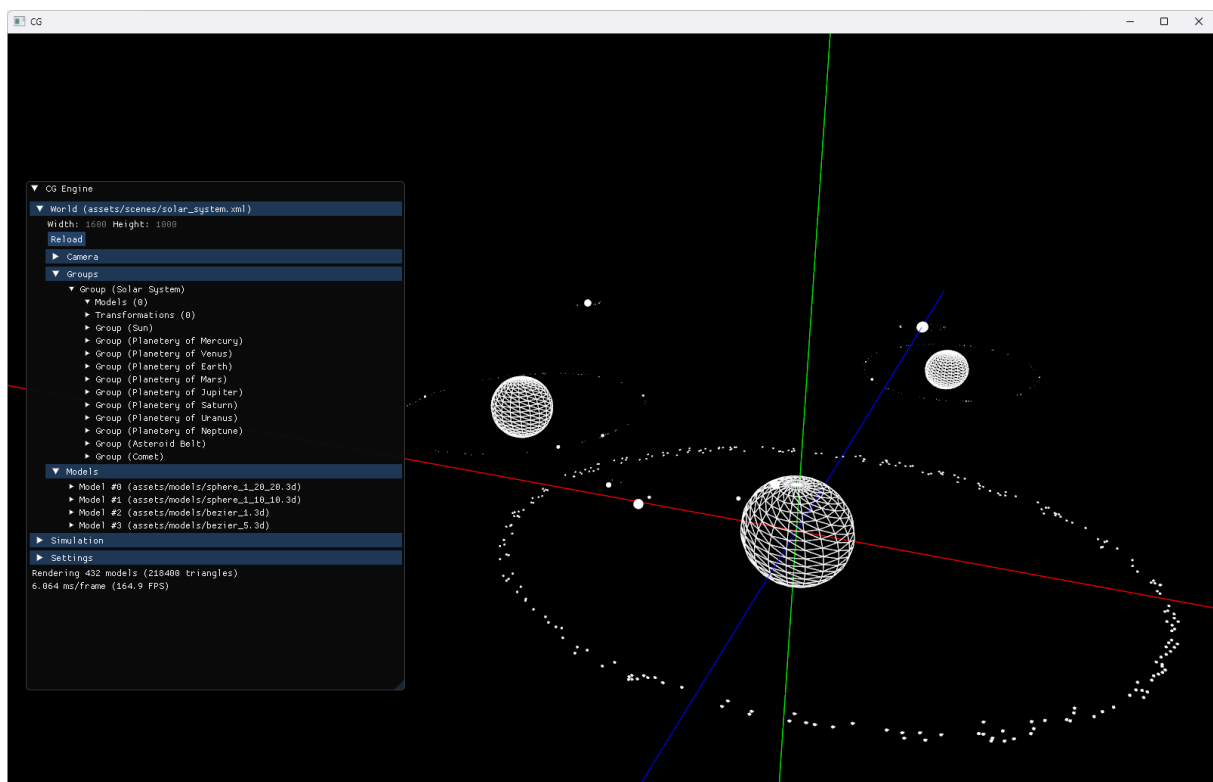 CG
CG Engine
World (assets/scenes/solar_system.xml)
Width: 1600 Height: 1000
Reload
Camera
Groups
Group (Solar System)
Models (0)
Transformations (0)
Group (Sun)
Group (Planetery of Mercury)
Group (Planetery of Venus)
Group (Planetery of Earth)
Group (Planetery of Mars)
Group (Planetery of Jupiter)
Group (Planetery of Saturn)
Group (Planetery of Uranus)
Group (Planetery of Neptune)
Group (Asteroid Belt)
Group (Comet)
Models
Model #0 (assets/models/sphere_1_20_20.3d)
Model #1 (assets/models/sphere_1_10_10.3d)
Model #2 (assets/models/bezier_1.3d)
Model #3 (assets/models/bezier_5.3d)
Simulation
Settings
Rendering 432 models (218400 triangles)
6.064 ms/frame (164.9 FPS)